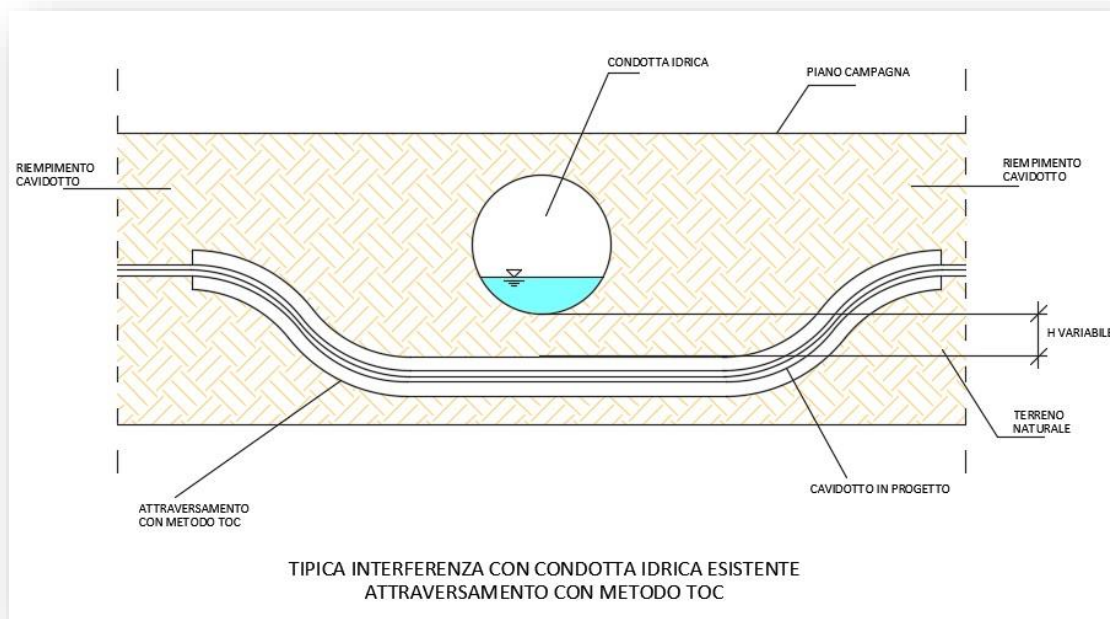 CONDOTTA IDRICA
PIANO CAMPAGNA
RIEMPIMENTO
CAVIDOTTO
RIEMPIMENTO
CAVIDOTTO
H VARIABILE
TERRENO
NATURALE
CAVIDOTTO IN PROGETTO
ATTRAVERSAMENTO
CON METODO TOC
TIPICA INTERFERENZA CON CONDOTTA IDRICA ESISTENTE
ATTRAVERSAMENTO CON METODO TOC